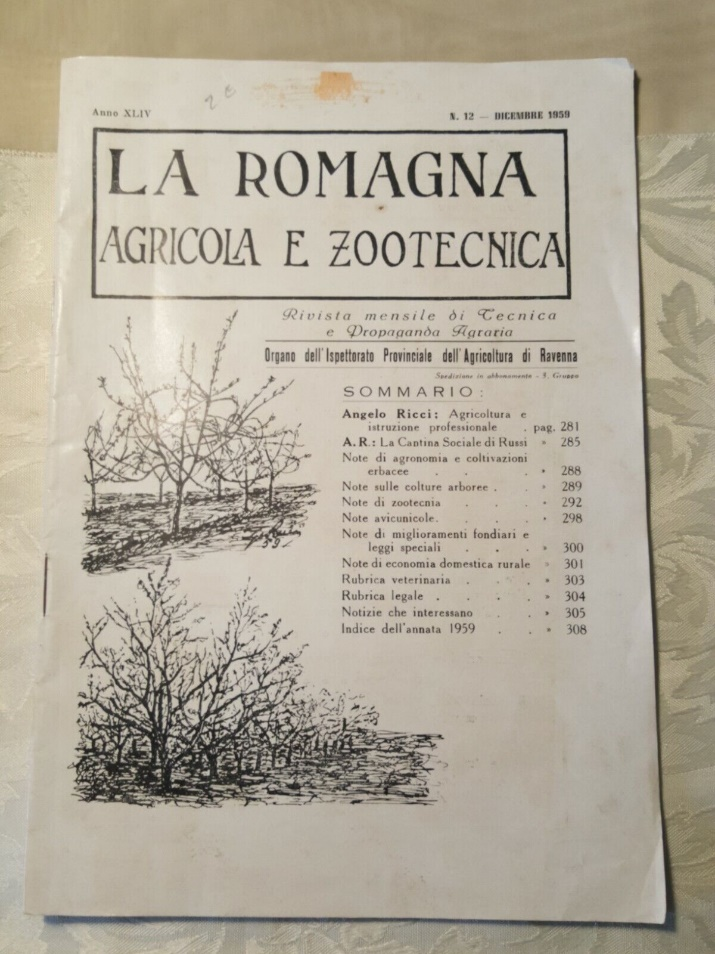 2 €
Anno XLIV
N. 12 — DICEMBRE 1959
LA ROMAGNA
AGRICOLA E ZOOTECNICA
Rivista mensile di Tecnica
e Propaganda Agraria
Organo dell'Ispettorato Provinciale dell'Agricoltura di Ravenna
Spedizione in abbonamento - 3. Gruppo
SOMMARIO:
Angelo Ricci: Agricoltura e
istruzione professionale . pag. 281
A.R.: La Cantina Sociale di Russi » 285
Note di agronomia e coltivazioni
erbacee . . . » 288
Note sulle colture arboree . . » 289
Note di zootecnia . . . » 292
Note avicunicole. . . . » 298
Note di miglioramenti fondiari e
leggi speciali . . . » 300
Note di economia domestica rurale » 301
Rubrica veterinaria . . . » 303
Rubrica legale . . . . » 304
Notizie che interessano . . » 305
Indice dell'annata 1959 . . » 308